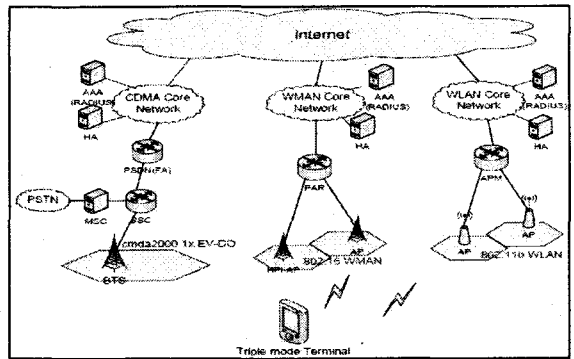 Internet
AAA
(RADIUS)
HA
CDMA Core
Network
WMAN Core
Network
AAA
(RADIUS)
HA
WLAN Core
Network
AAA
(RADIUS)
HA
PSDN(FA)
PAR
APM
PSTN
MSC
BSC
cmda2000 1x EV-DO
BTS
AP
802.16 WMAN
AP
AP
802.11b WLAN
Triple mode Terminal